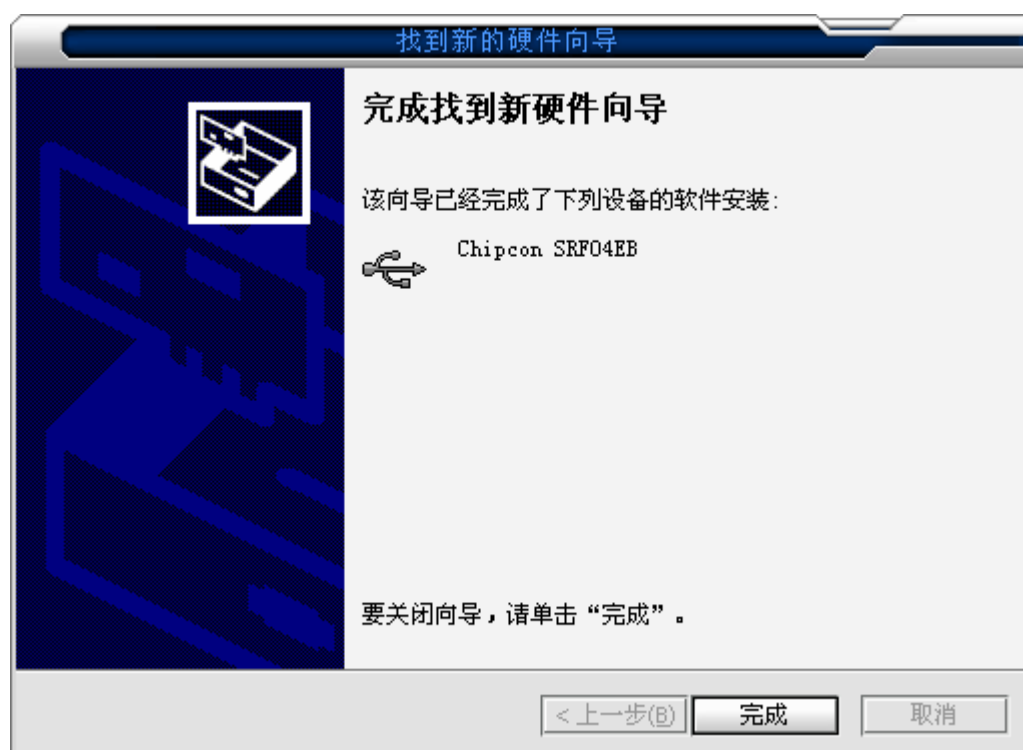 找到新的硬件向导
完成找到新硬件向导
该向导已经完成了下列设备的软件安装:
Chipcon SRF04EB
要关闭向导，请单击“完成”。
<上一步(B) 完成 取消